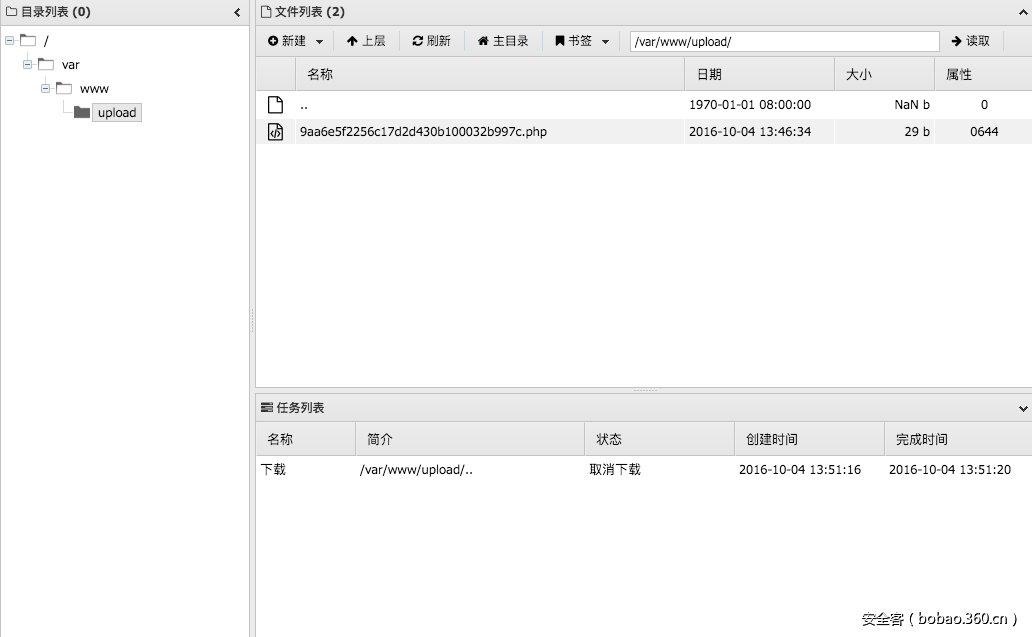 目录列表 (0)
/
var
www
upload
文件列表 (2)
新建 上层 刷新 主目录 书签 /var/www/upload/ 读取
名称 日期 大小 属性
.. 1970-01-01 08:00:00 NaN b 0
9aa6e5f2256c17d2d430b100032b997c.php 2016-10-04 13:46:34 29 b 0644
任务列表
名称 简介 状态 创建时间 完成时间
下载 /var/www/upload/.. 取消下载 2016-10-04 13:51:16 2016-10-04 13:51:20
安全客 ( bobao.360.cn )